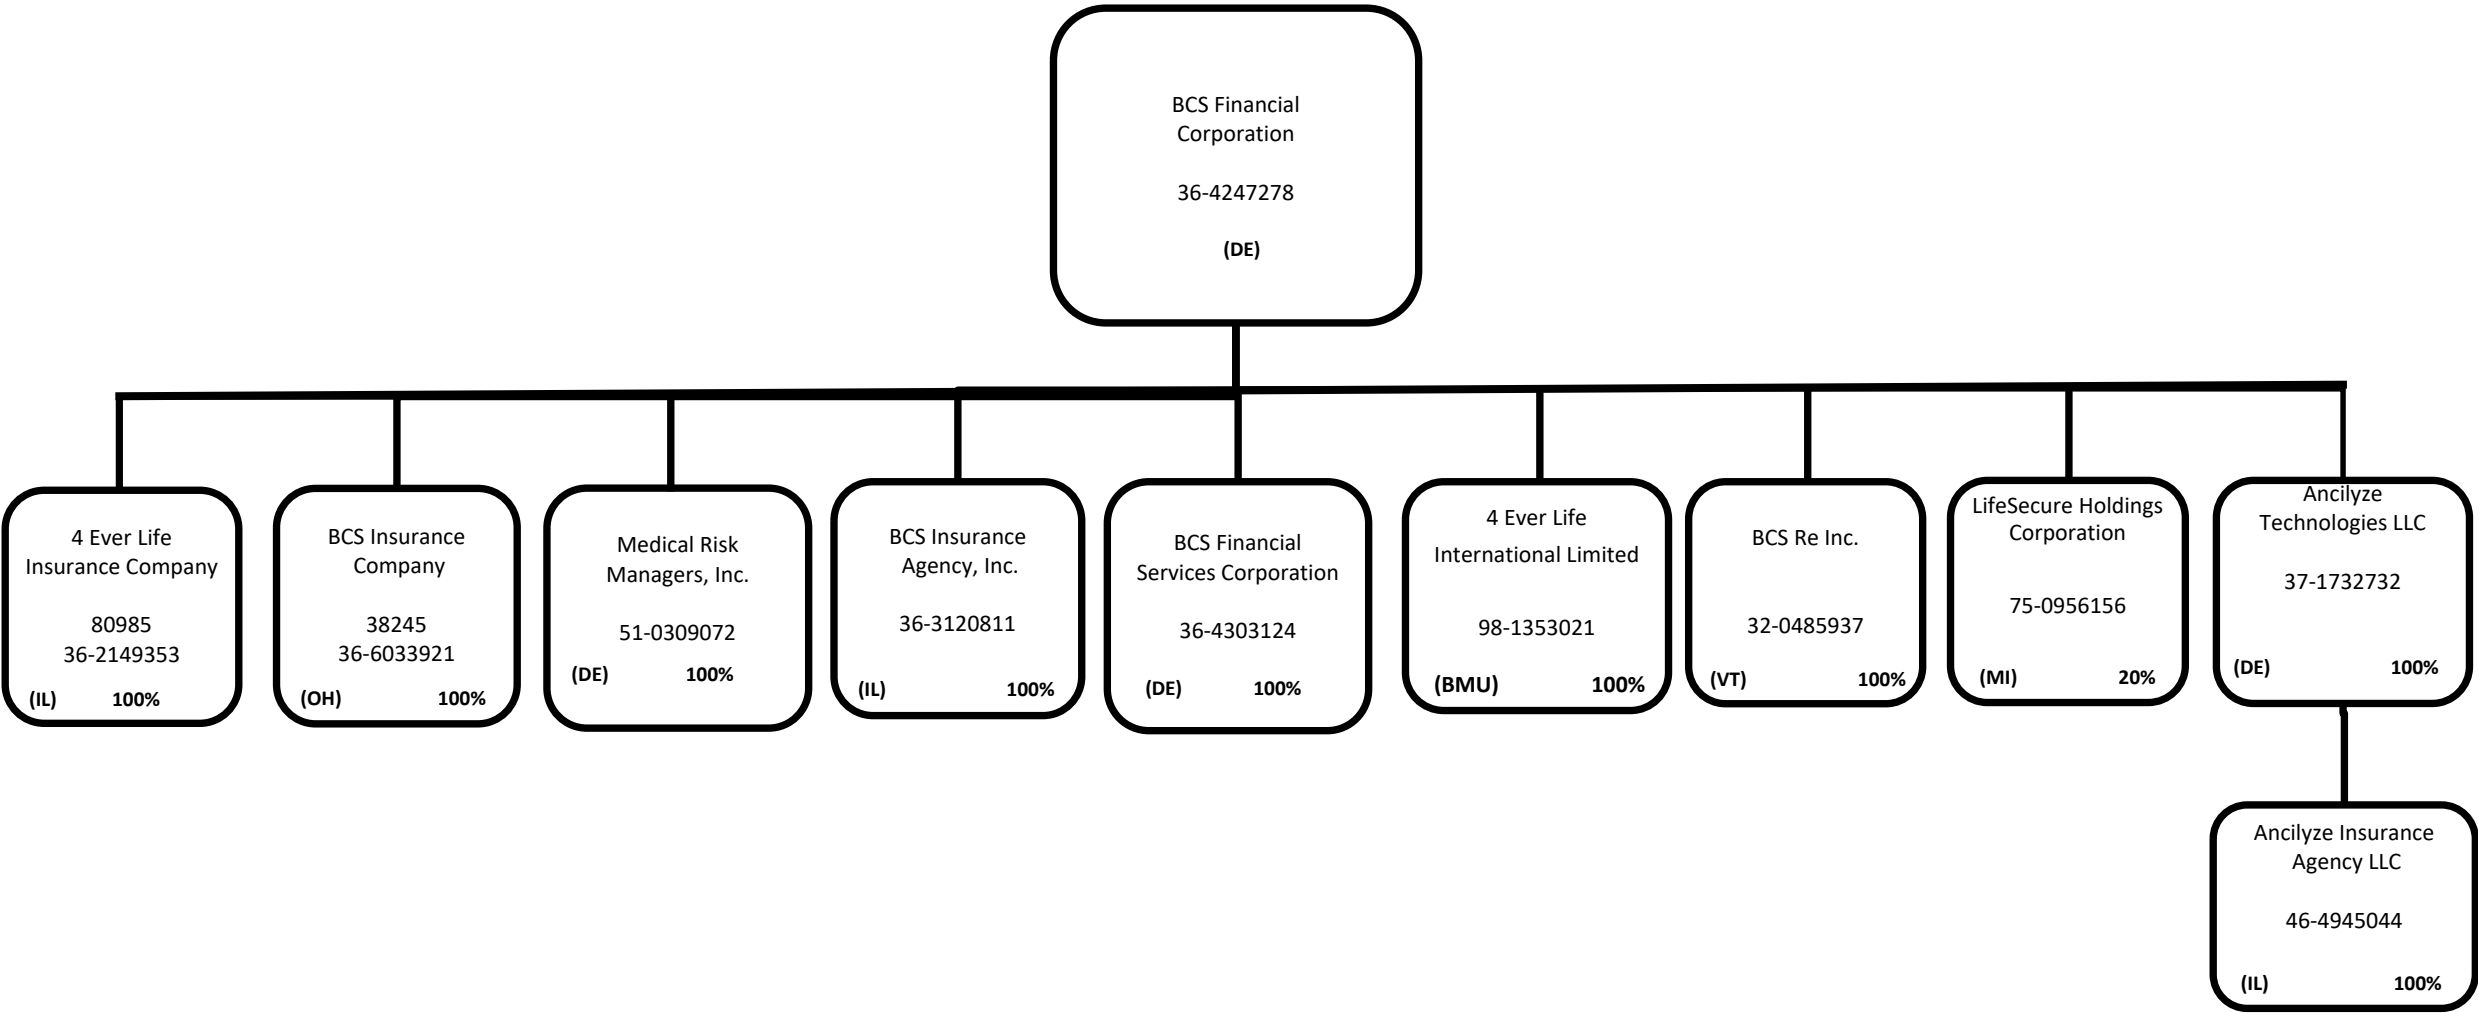 BCS Financial
Corporation
36-4247278
(DE)
4 Ever Life
Insurance Company
80985
36-2149353
(IL) 100%
BCS Insurance
Company
38245
36-6033921
(OH) 100%
Medical Risk
Managers, Inc.
51-0309072
(DE) 100%
BCS Insurance
Agency, Inc.
36-3120811
(IL) 100%
BCS Financial
Services Corporation
36-4303124
(DE) 100%
4 Ever Life
International Limited
98-1353021
(BMU) 100%
BCS Re Inc.
32-0485937
(VT) 100%
LifeSecure Holdings
Corporation
75-0956156
(MI) 20%
Ancilyze
Technologies LLC
37-1732732
(DE) 100%
Ancilyze Insurance
Agency LLC
46-4945044
(IL) 100%